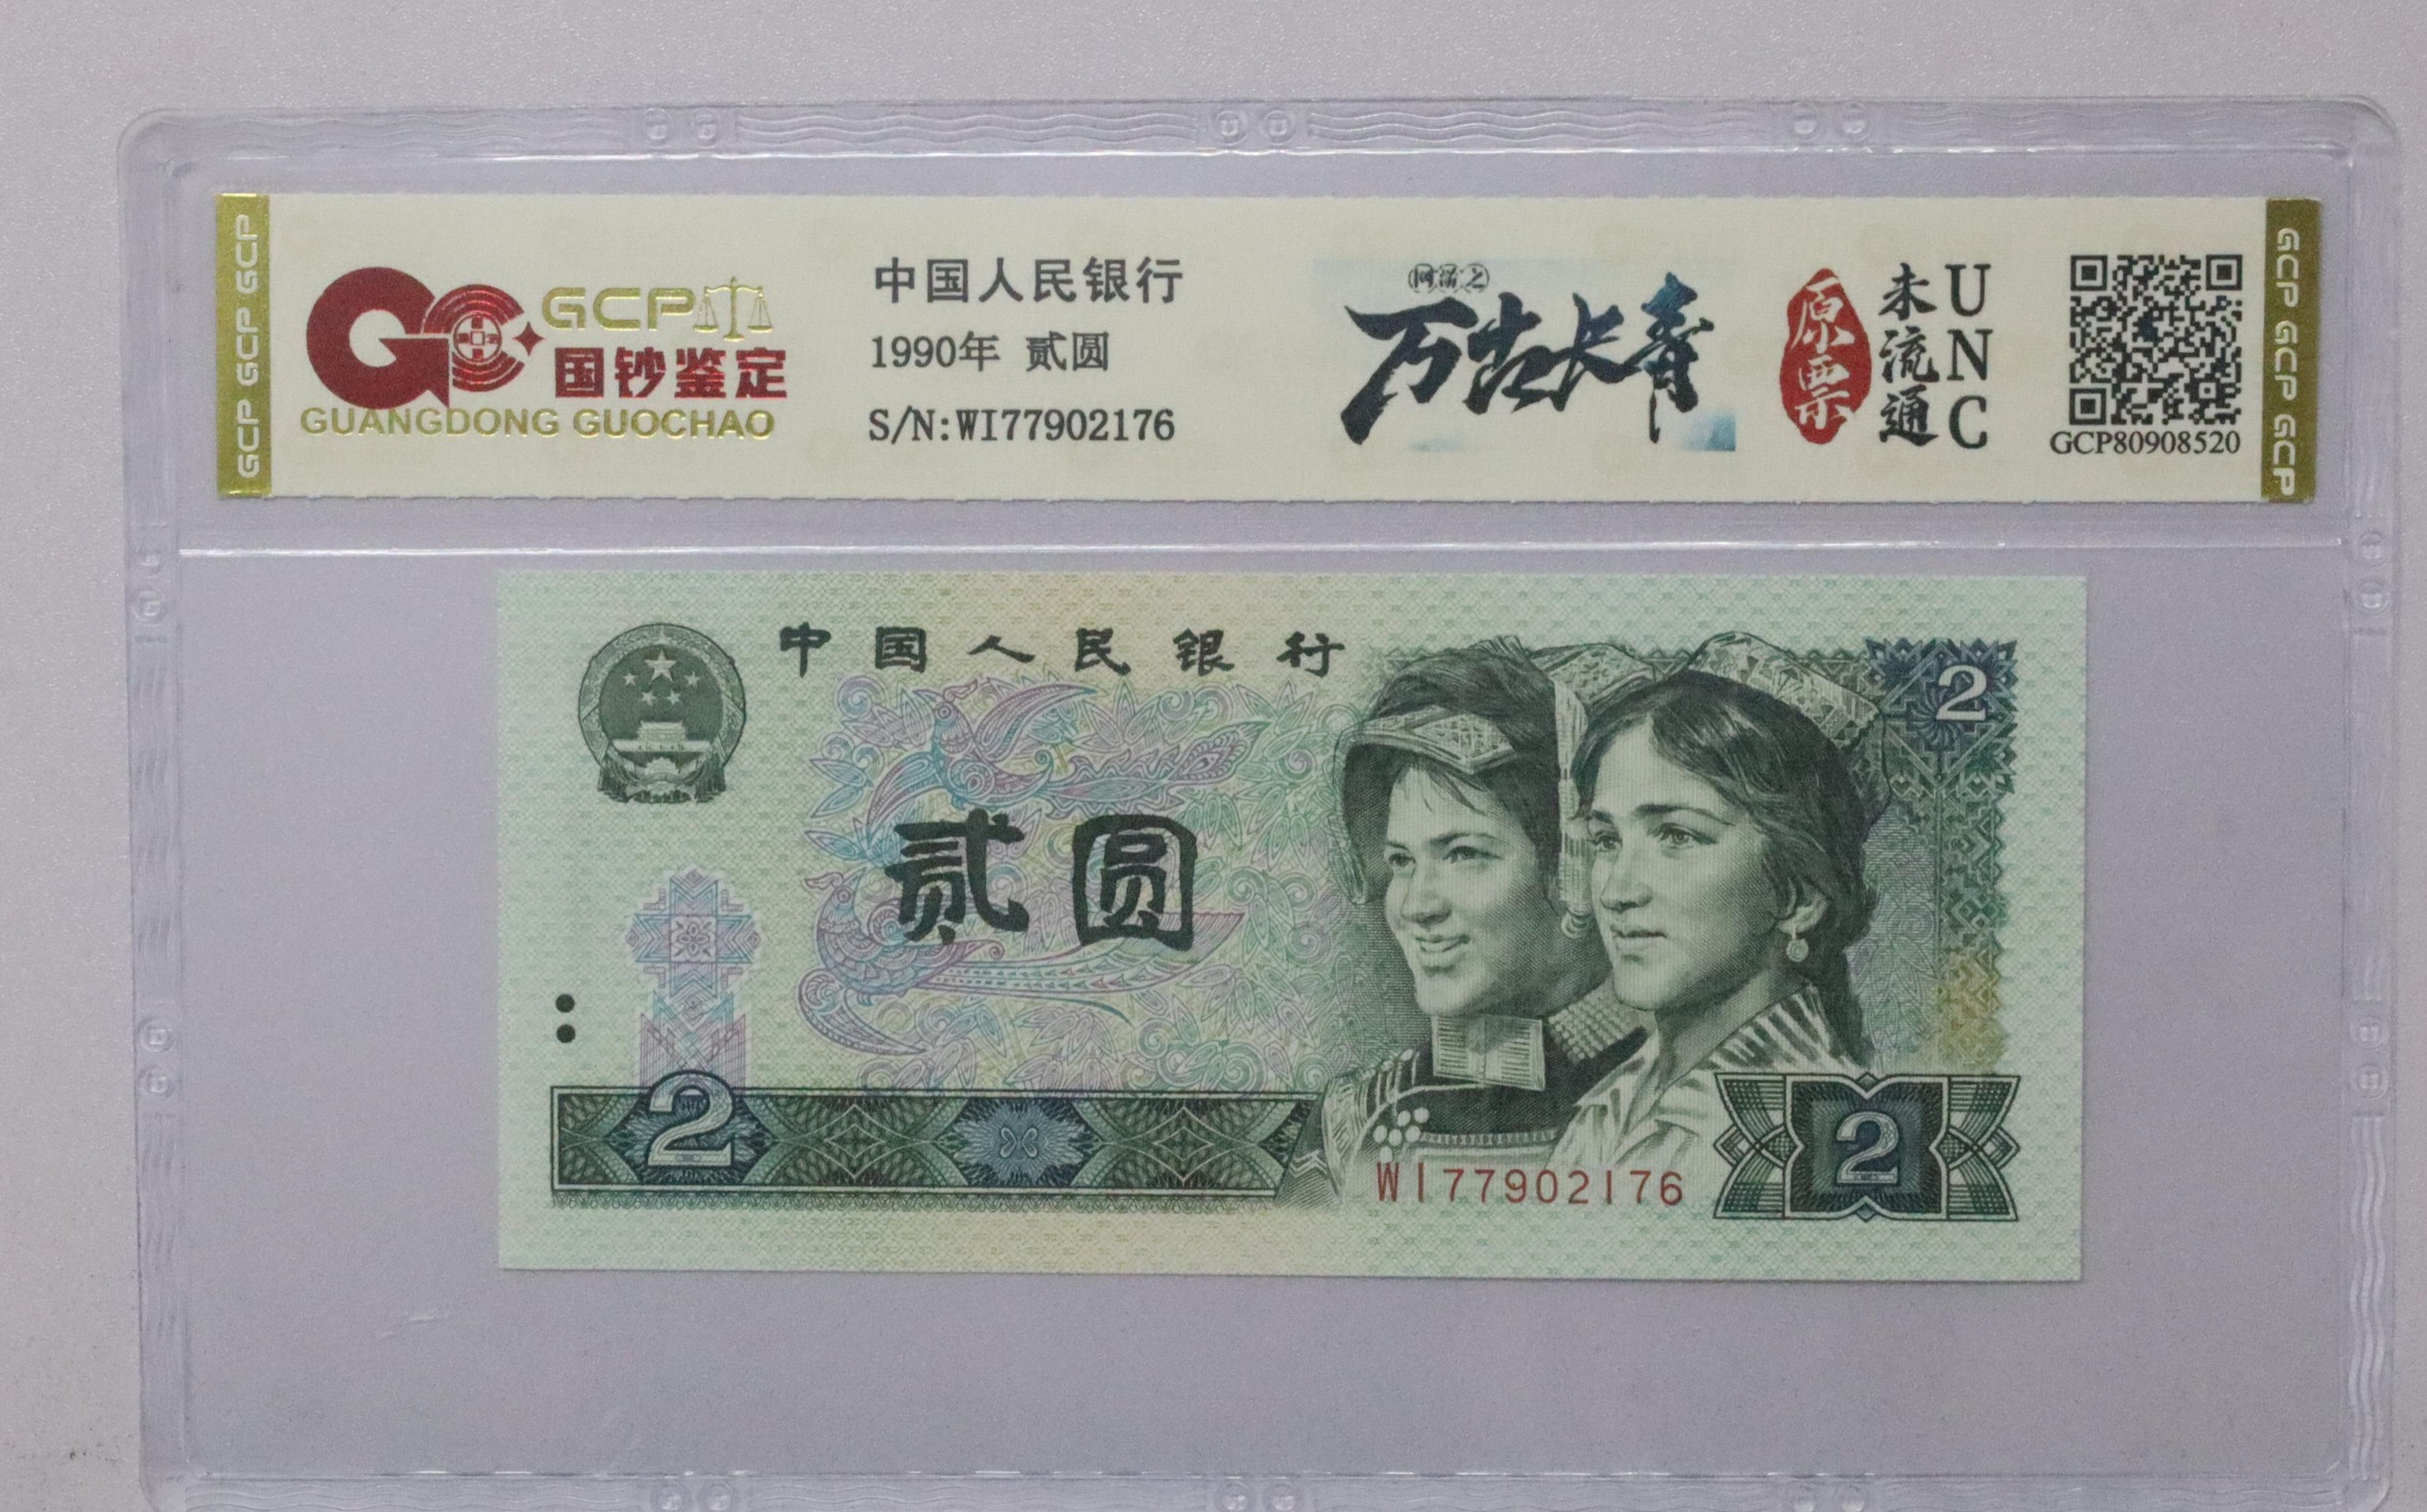 GCP GCP GCP
GCP
国钞鉴定
GUANGDONG GUOCHAO
中国人民银行
1990年 贰圆
S/N:WI77902176
万古长青
原票
未流通
UNC
GCP80908520
GCP GCP GCP
中国人民银行
2
贰圆
2
WI77902176
2